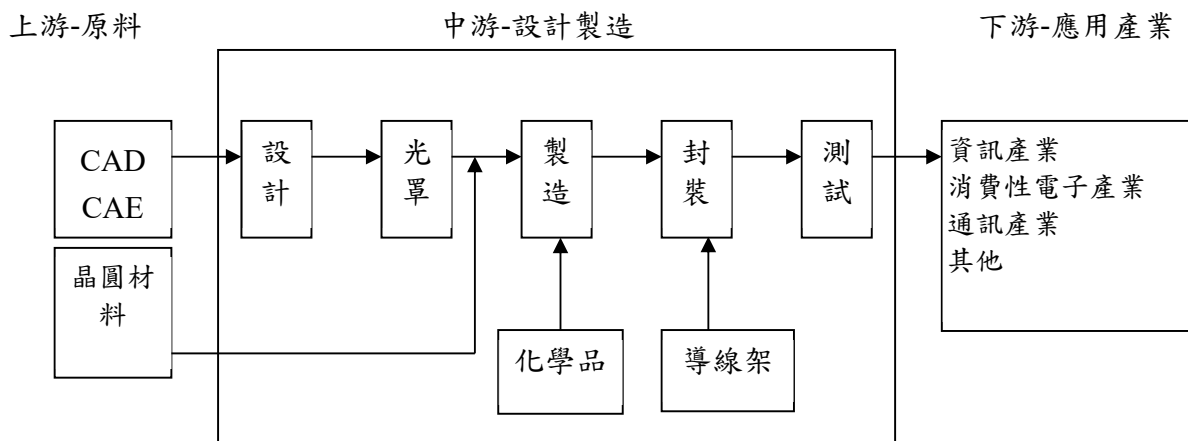 上游-原料
中游-設計製造
下游-應用產業
CAD
CAE
設
計
光
罩
製
造
封
裝
測
試
資訊產業
消費性電子產業
通訊產業
其他
晶圓材
料
化學品
導線架